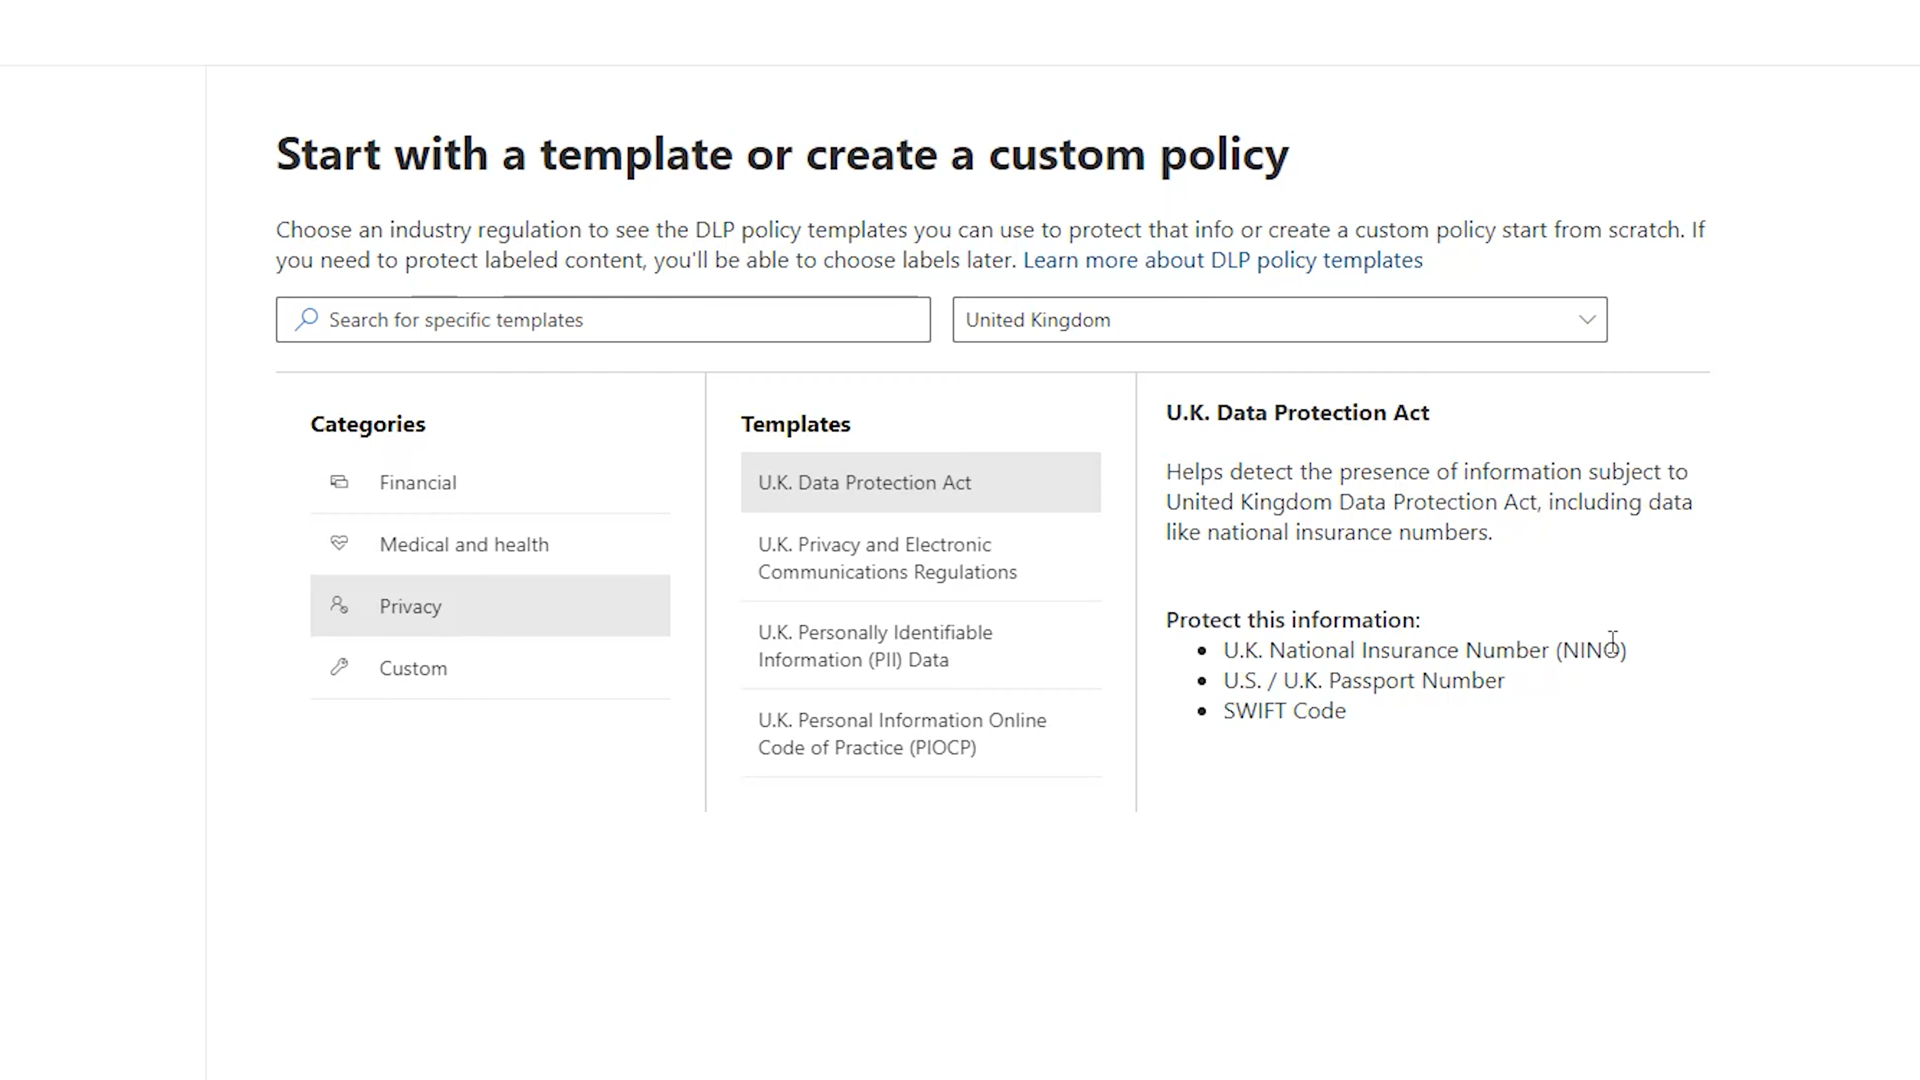 Start with a template or create a custom policy
Choose an industry regulation to see the DLP policy templates you can use to protect that info or create a custom policy start from scratch. If
you need to protect labeled content, you'll be able to choose labels later. Learn more about DLP policy templates
Search for specific templates
United Kingdom
Categories
Financial
Medical and health
Privacy
Custom
Templates
U.K. Data Protection Act
U.K. Privacy and Electronic
Communications Regulations
U.K. Personally Identifiable
Information (PII) Data
U.K. Personal Information Online
Code of Practice (PIOCP)
U.K. Data Protection Act
Helps detect the presence of information subject to
United Kingdom Data Protection Act, including data
like national insurance numbers.
Protect this information:
U.K. National Insurance Number (NINO)
U.S. / U.K. Passport Number
SWIFT Code